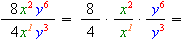 8x²y⁶/4x¹y³ = 8/4 · x²/x¹ · y⁶/y³ =